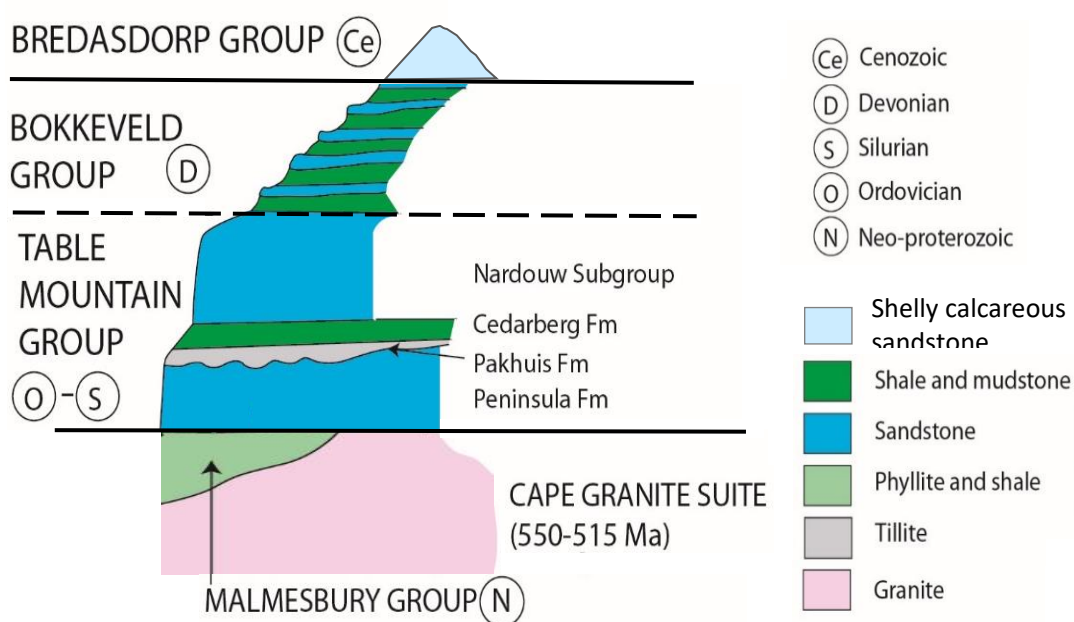 BREDASDORP GROUP Ce
BOKKEVELD
GROUP D
TABLE
MOUNTAIN
GROUP
O - S
Nardouw Subgroup
Cedarberg Fm
Pakhuis Fm
Peninsula Fm
CAPE GRANITE SUITE
(550-515 Ma)
MALMESBURY GROUP N
Ce Cenozoic
D Devonian
S Silurian
O Ordovician
N Neo-proterozoic
Shelly calcareous
sandstone
Shale and mudstone
Sandstone
Phyllite and shale
Tillite
Granite